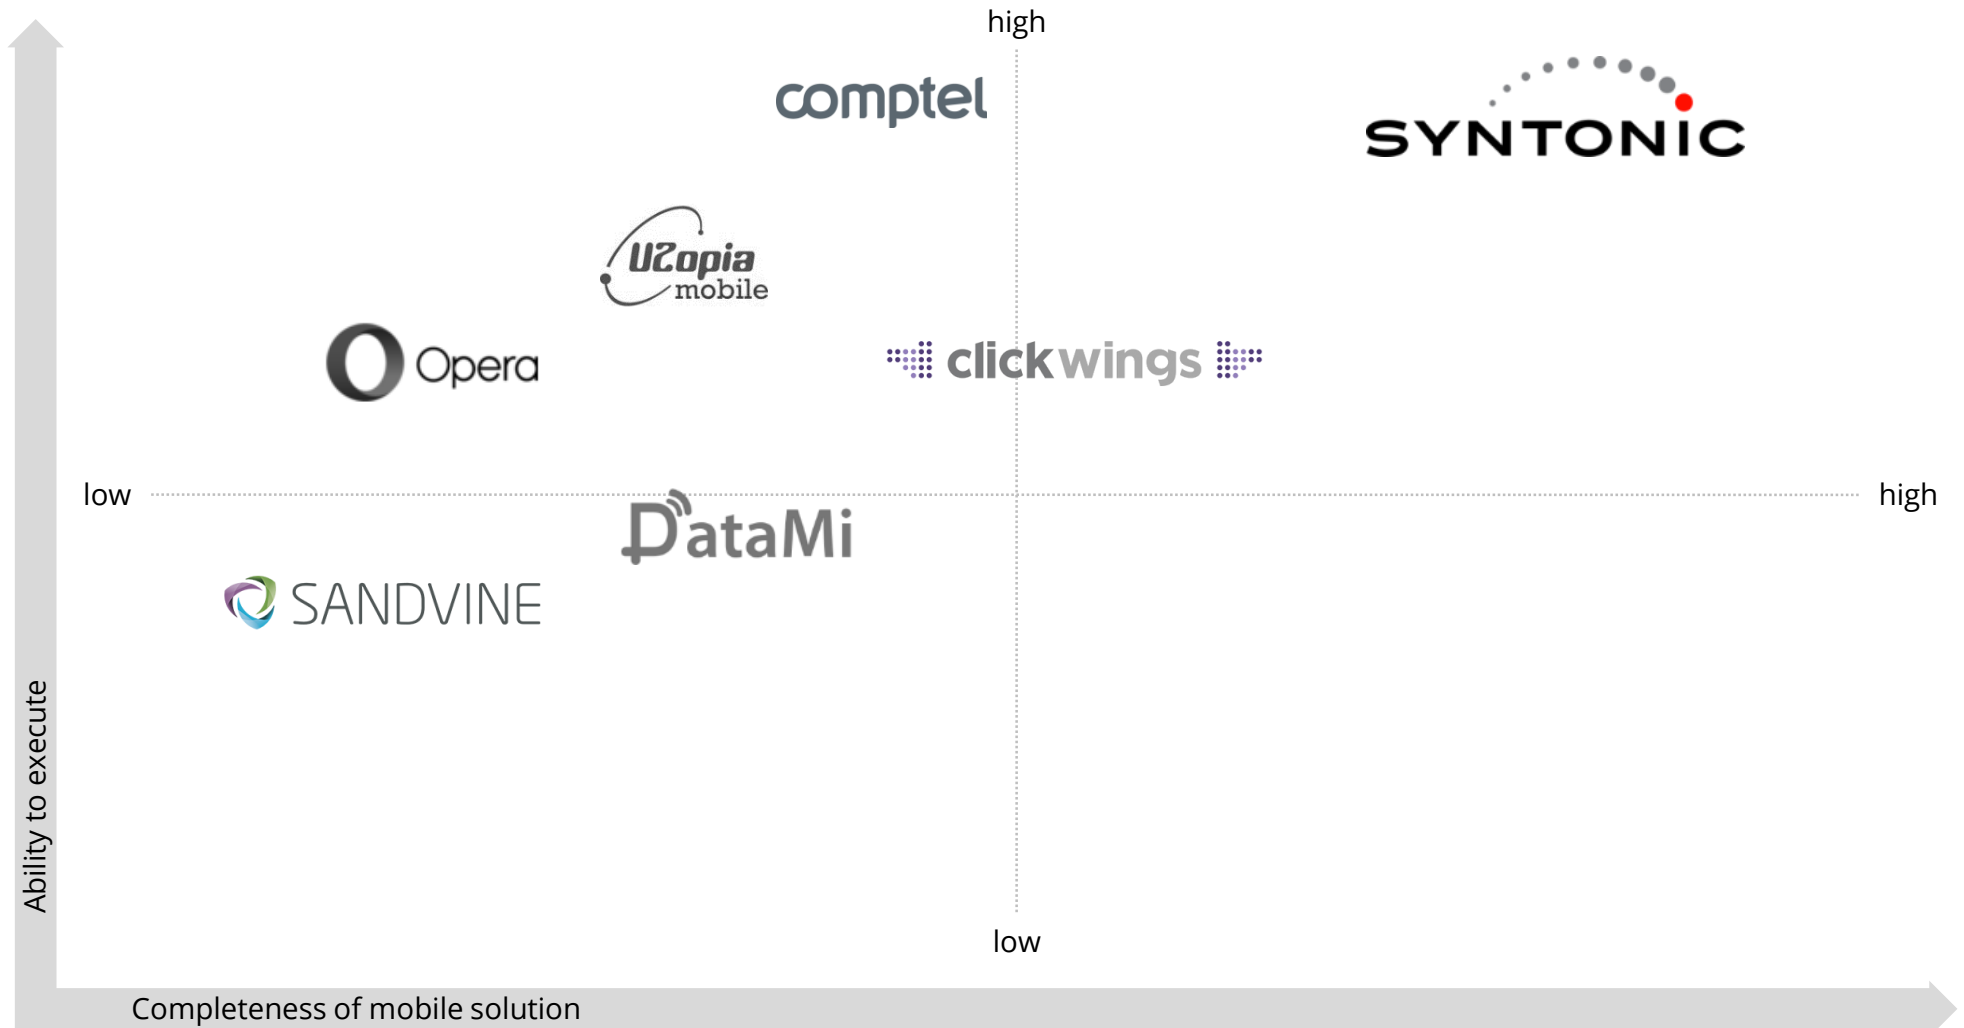 high
comptel
SYNTONIC
U2opia
mobile
Opera
clickwings
low
high
DataMi
SANDVINE
Ability to execute
low
Completeness of mobile solution